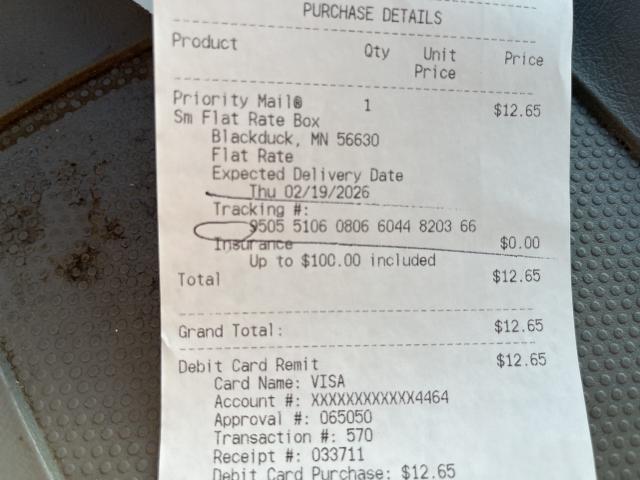 PURCHASE DETAILS
Product Qty Unit Price Price
Priority Mail® 1 $12.65
Sm Flat Rate Box
Blackduck, MN 56630
Flat Rate
Expected Delivery Date
Thu 02/19/2026
Tracking #:
9505 5106 0806 6044 8203 66
Insurance $0.00
Up to $100.00 included
Total $12.65
Grand Total: $12.65
Debit Card Remit $12.65
Card Name: VISA
Account #: XXXXXXXXXXXX4464
Approval #: 065050
Transaction #: 570
Receipt #: 033711
Debit Card Purchase: $12.65